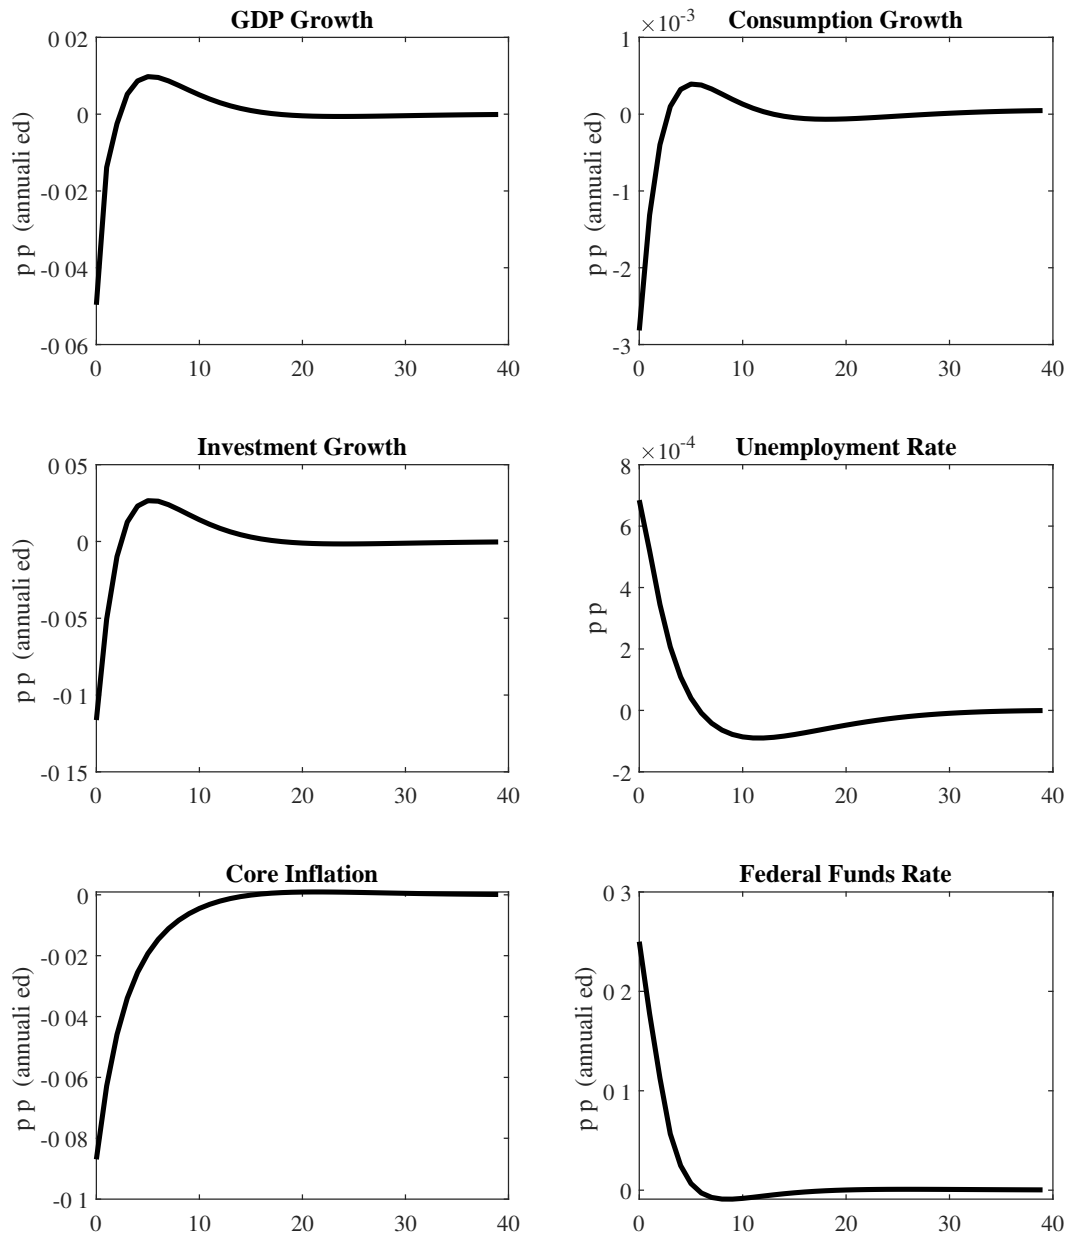 GDP Growth
0 02
0
-0 02
-0 04
-0 06
p p (annuali ed)
0 10 20 30 40
Consumption Growth
×10-3
1
0
-1
-2
-3
p p (annuali ed)
0 10 20 30 40
Investment Growth
0 05
0
-0 05
-0 1
-0 15
p p (annuali ed)
0 10 20 30 40
Unemployment Rate
×10-4
8
6
4
2
0
-2
p p
0 10 20 30 40
Core Inflation
0
-0 02
-0 04
-0 06
-0 08
-0 1
p p (annuali ed)
0 10 20 30 40
Federal Funds Rate
0 3
0 2
0 1
0
p p (annuali ed)
0 10 20 30 40